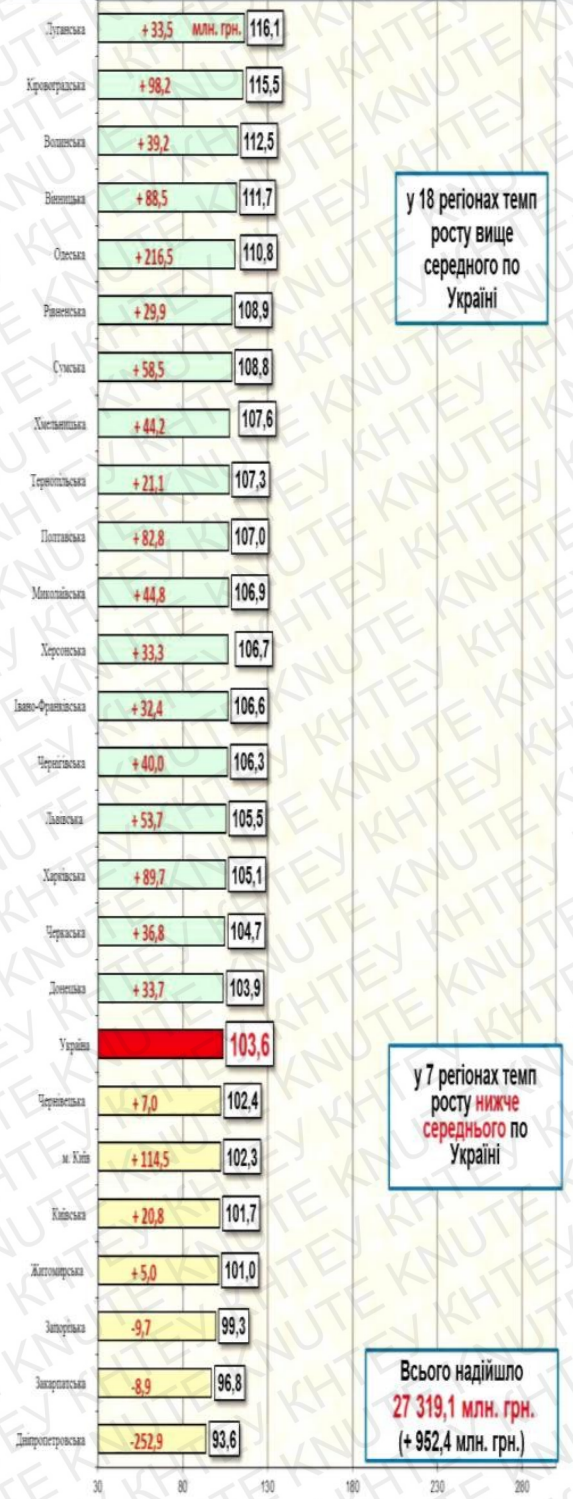 Луганська + 33,5 млн. грн. 116,1
Кіровоградська + 98,2 115,5
Волинська + 39,2 112,5
Вінницька + 88,5 111,7
Одеська + 216,5 110,8
Рівненська + 29,9 108,9
Сумська + 58,5 108,8
Хмельницька + 44,2 107,6
Тернопільська + 21,1 107,3
Полтавська + 82,8 107,0
Миколаївська + 44,8 106,9
Херсонська + 33,3 106,7
Івано-Франківська + 32,4 106,6
Чернігівська + 40,0 106,3
Львівська + 53,7 105,5
Харківська + 89,7 105,1
Черкаська + 36,8 104,7
Донецька + 33,7 103,9
Україна 103,6
Чернівецька + 7,0 102,4
м. Київ + 114,5 102,3
Київська + 20,8 101,7
Житомирська + 5,0 101,0
Запорізька -9,7 99,3
Закарпатська -8,9 96,8
Дніпропетровська -252,9 93,6
30 80 130 180 230 280
у 18 регіонах темп
росту вище
середного по
Україні
у 7 регіонах темп
росту нижче
середнього по
Україні
Всього надійшло
27 319,1 млн. грн.
(+ 952,4 млн. грн.)
КНТЕУ KNUTE